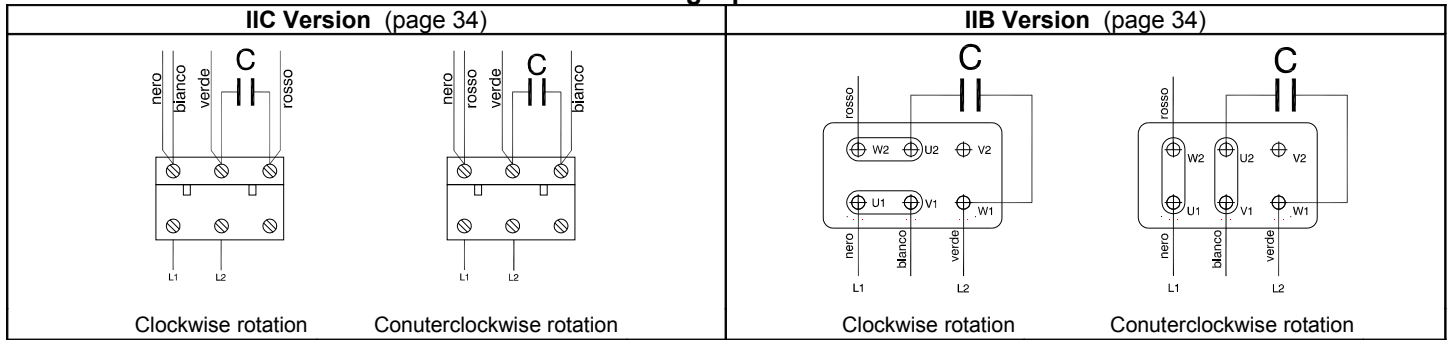 IIC Version (page 34)
IIB Version (page 34)
nero
bianco
verde
C
rosso
L1
L2
Clockwise rotation
nero
rosso
verde
C
bianco
L1
L2
Conuterclockwise rotation
C
rosso
W2
U2
V2
U1
V1
W1
nero
bianco
verde
L1
L2
Clockwise rotation
C
rosso
W2
U2
V2
U1
V1
W1
nero
bianco
verde
L1
L2
Conuterclockwise rotation